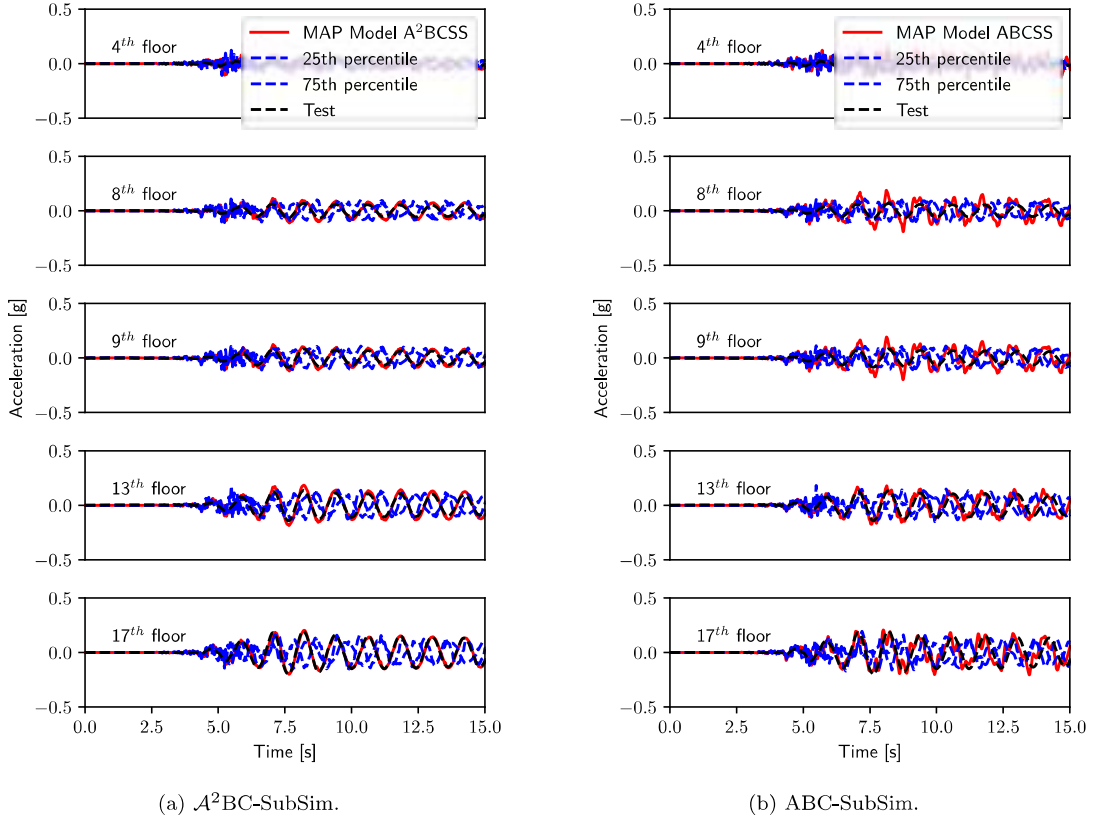 0.5
0.0
−0.5
4th floor
MAP Model A²BCSS
25th percentile
75th percentile
Test
0.5
0.0
−0.5
8th floor
0.5
0.0
−0.5
9th floor
0.5
0.0
−0.5
13th floor
0.5
0.0
−0.5
17th floor
0.0 2.5 5.0 7.5 10.0 12.5 15.0
Time [s]
Acceleration [g]
(a) 𝒜²BC-SubSim.
0.5
0.0
−0.5
4th floor
MAP Model ABCSS
25th percentile
75th percentile
Test
0.5
0.0
−0.5
8th floor
0.5
0.0
−0.5
9th floor
0.5
0.0
−0.5
13th floor
0.5
0.0
−0.5
17th floor
0.0 2.5 5.0 7.5 10.0 12.5 15.0
Time [s]
Acceleration [g]
(b) ABC-SubSim.